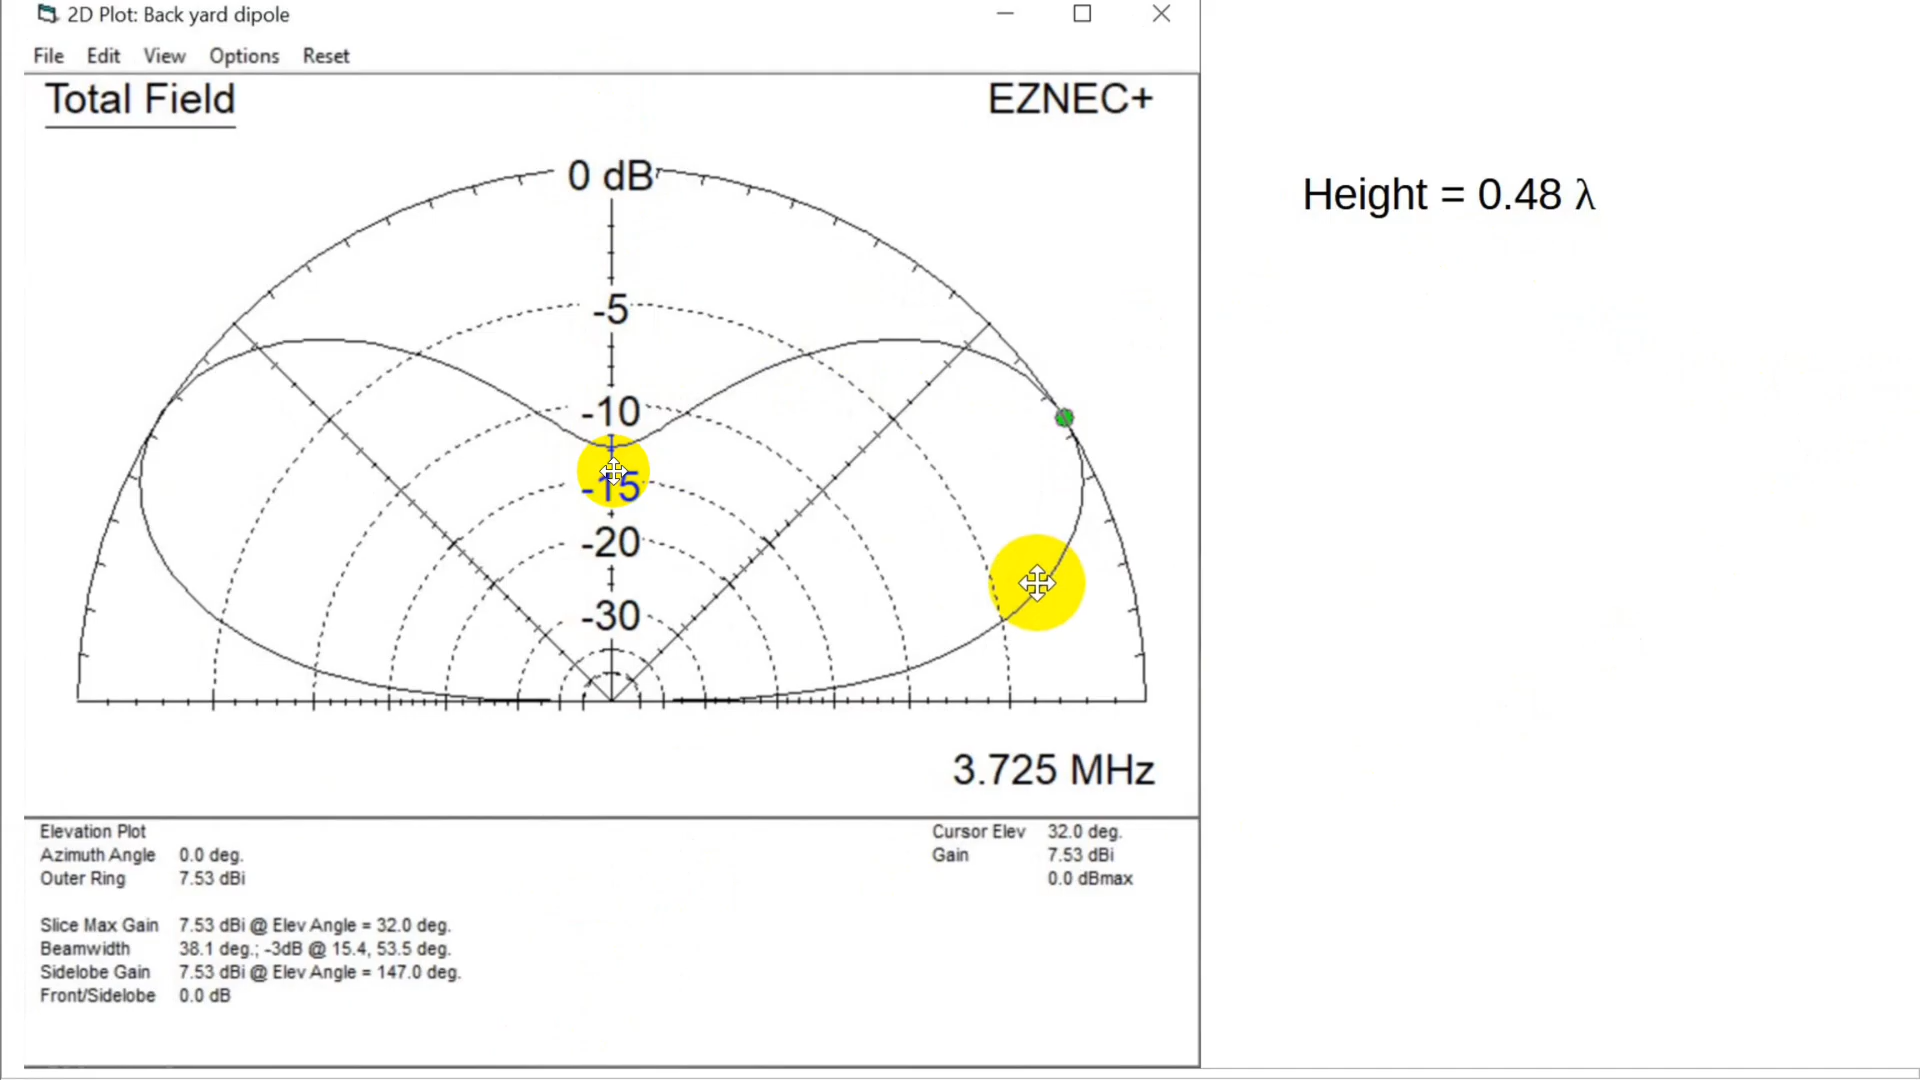 2D Plot: Back yard dipole
File Edit View Options Reset
Total Field
EZNEC+
0 dB
-5
-10
-15
-20
-30
3.725 MHz
Elevation Plot
Azimuth Angle 0.0 deg.
Outer Ring 7.53 dBi
Slice Max Gain 7.53 dBi @ Elev Angle = 32.0 deg.
Beamwidth 38.1 deg.; -3dB @ 15.4, 53.5 deg.
Sidelobe Gain 7.53 dBi @ Elev Angle = 147.0 deg.
Front/Sidelobe 0.0 dB
Cursor Elev 32.0 deg.
Gain 7.53 dBi
0.0 dBmax
Height = 0.48 λ